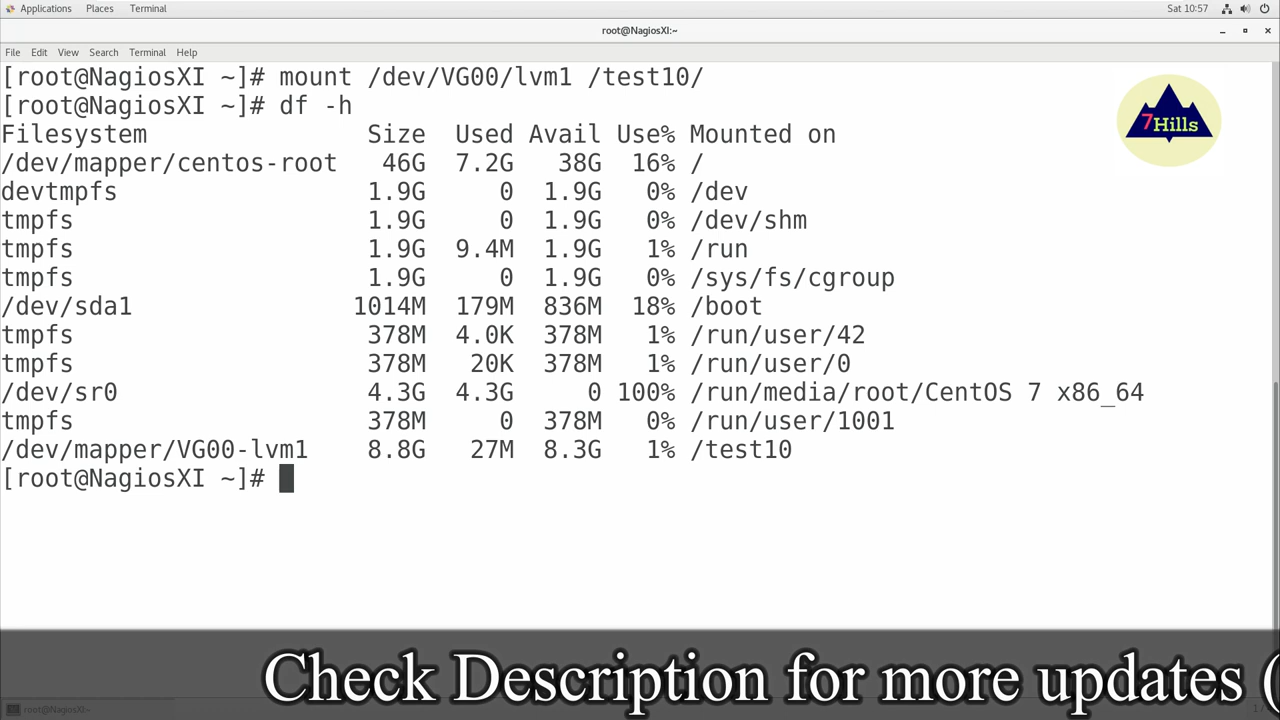 Applications Places Terminal Sat 10:57
root@NagiosXI:~
File Edit View Search Terminal Help
[root@NagiosXI ~]# mount /dev/VG00/lvm1 /test10/
[root@NagiosXI ~]# df -h
Filesystem Size Used Avail Use% Mounted on
/dev/mapper/centos-root 46G 7.2G 38G 16% /
devtmpfs 1.9G 0 1.9G 0% /dev
tmpfs 1.9G 0 1.9G 0% /dev/shm
tmpfs 1.9G 9.4M 1.9G 1% /run
tmpfs 1.9G 0 1.9G 0% /sys/fs/cgroup
/dev/sda1 1014M 179M 836M 18% /boot
tmpfs 378M 4.0K 378M 1% /run/user/42
tmpfs 378M 20K 378M 1% /run/user/0
/dev/sr0 4.3G 4.3G 0 100% /run/media/root/CentOS 7 x86_64
tmpfs 378M 0 378M 0% /run/user/1001
/dev/mapper/VG00-lvm1 8.8G 27M 8.3G 1% /test10
[root@NagiosXI ~]#
7Hills
Check Description for more updates (
root@NagiosXI:~